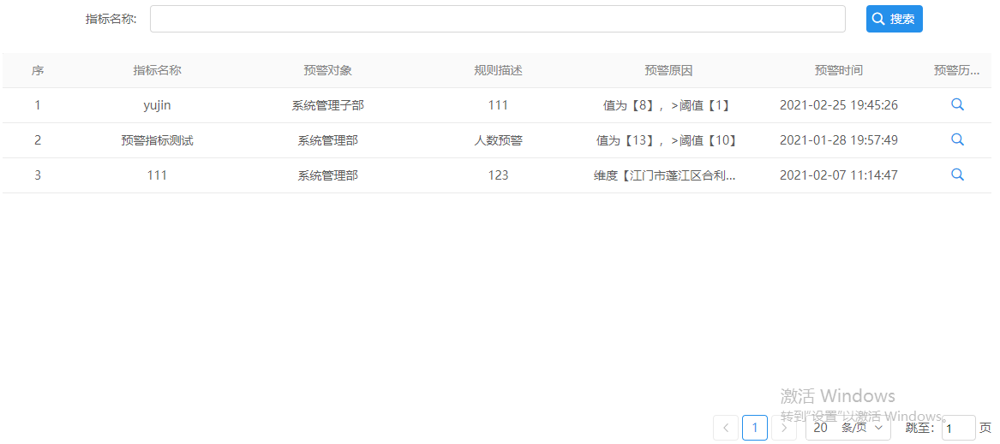 指标名称:
搜索
序 指标名称 预警对象 规则描述 预警原因 预警时间 预警历...
1 yujin 系统管理子部 111 值为【8】，>阈值【1】 2021-02-25 19:45:26
2 预警指标测试 系统管理部 人数预警 值为【13】，>阈值【10】 2021-01-28 19:57:49
3 111 系统管理部 123 维度【江门市蓬江区合利... 2021-02-07 11:14:47
激活 Windows
转到"设置"以激活 Windows。
1 20 条/页 跳至: 1 页